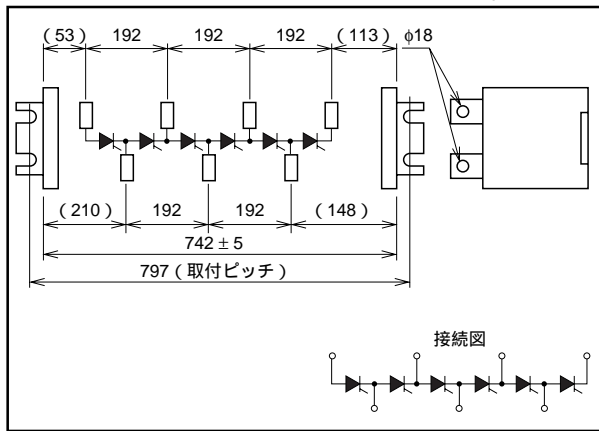 ( 53 ) 192 192 192 ( 113 ) φ18
( 210 ) 192 192 ( 148 )
742 ± 5
797 ( 取付ピッチ )
接続図